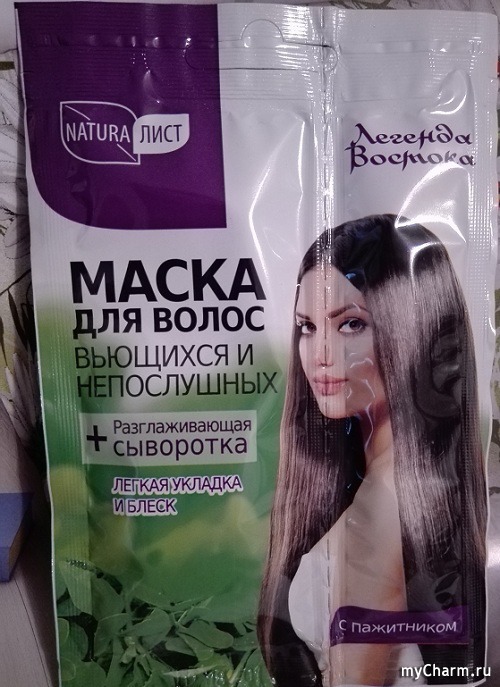 NATURA ЛИСТ
Легенда
Востока
МАСКА
ДЛЯ ВОЛОС
ВЬЮЩИХСЯ И
НЕПОСЛУШНЫХ
+ Разглаживающая
сыворотка
ЛЕГКАЯ УКЛАДКА
И БЛЕСК
с пажитником
myCharm.ru